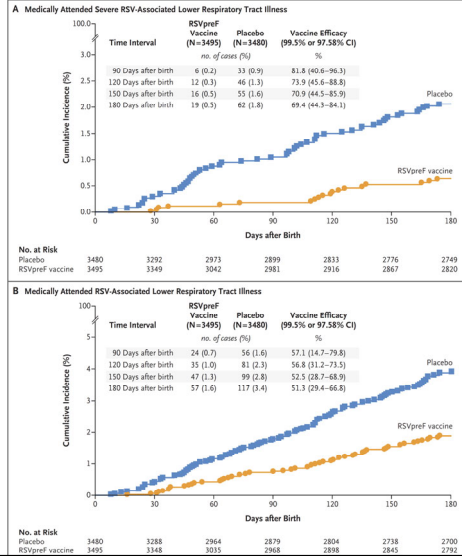 A Medically Attended Severe RSV-Associated Lower Respiratory Tract Illness
Cumulative Incidence (%)
100.0
3.0
2.5
2.0
1.5
1.0
0.5
0.0
Time Interval
RSVpreF Vaccine (N=3495)
Placebo (N=3480)
Vaccine Efficacy (99.5% or 97.58% CI)
no. of cases (%) %
90 Days after birth 6 (0.2) 33 (0.9) 81.8 (40.6–96.3)
120 Days after birth 12 (0.3) 46 (1.3) 73.9 (45.6–88.8)
150 Days after birth 16 (0.5) 55 (1.6) 70.9 (44.5–85.9)
180 Days after birth 19 (0.5) 62 (1.8) 69.4 (44.3–84.1)
Placebo
RSVpreF vaccine
0 30 60 90 120 150 180
Days after Birth
No. at Risk
Placebo 3480 3292 2973 2899 2833 2776 2749
RSVpreF vaccine 3495 3349 3042 2981 2916 2867 2820
B Medically Attended RSV-Associated Lower Respiratory Tract Illness
Cumulative Incidence (%)
100
5
4
3
2
1
0
Time Interval
RSVpreF Vaccine (N=3495)
Placebo (N=3480)
Vaccine Efficacy (99.5% or 97.58% CI)
no. of cases (%) %
90 Days after birth 24 (0.7) 56 (1.6) 57.1 (14.7–79.8)
120 Days after birth 35 (1.0) 81 (2.3) 56.8 (31.2–73.5)
150 Days after birth 47 (1.3) 99 (2.8) 52.5 (28.7–68.9)
180 Days after birth 57 (1.6) 117 (3.4) 51.3 (29.4–66.8)
Placebo
RSVpreF vaccine
0 30 60 90 120 150 180
Days after Birth
No. at Risk
Placebo 3480 3288 2964 2879 2804 2738 2700
RSVpreF vaccine 3495 3348 3035 2968 2898 2845 2792